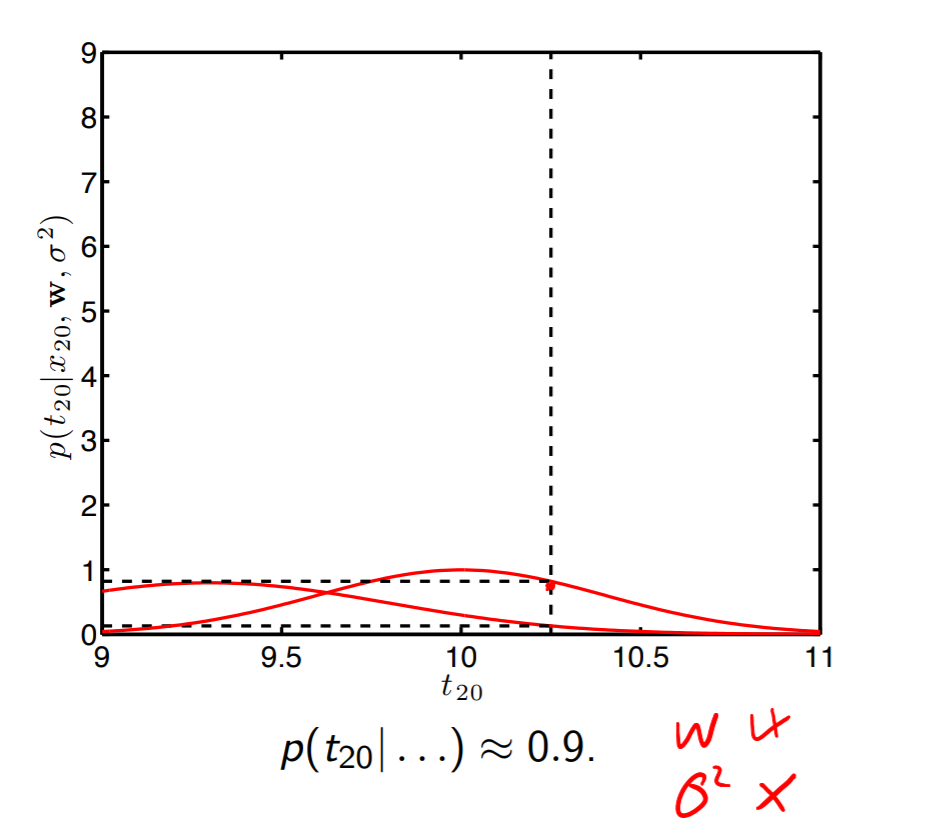 9
8
7
6
5
4
3
2
1
0
p(t₂₀|x₂₀, w, σ²)
9 9.5 10 10.5 11
t₂₀
p(t₂₀| . . .) ≈ 0.9.
w 4
σ² x